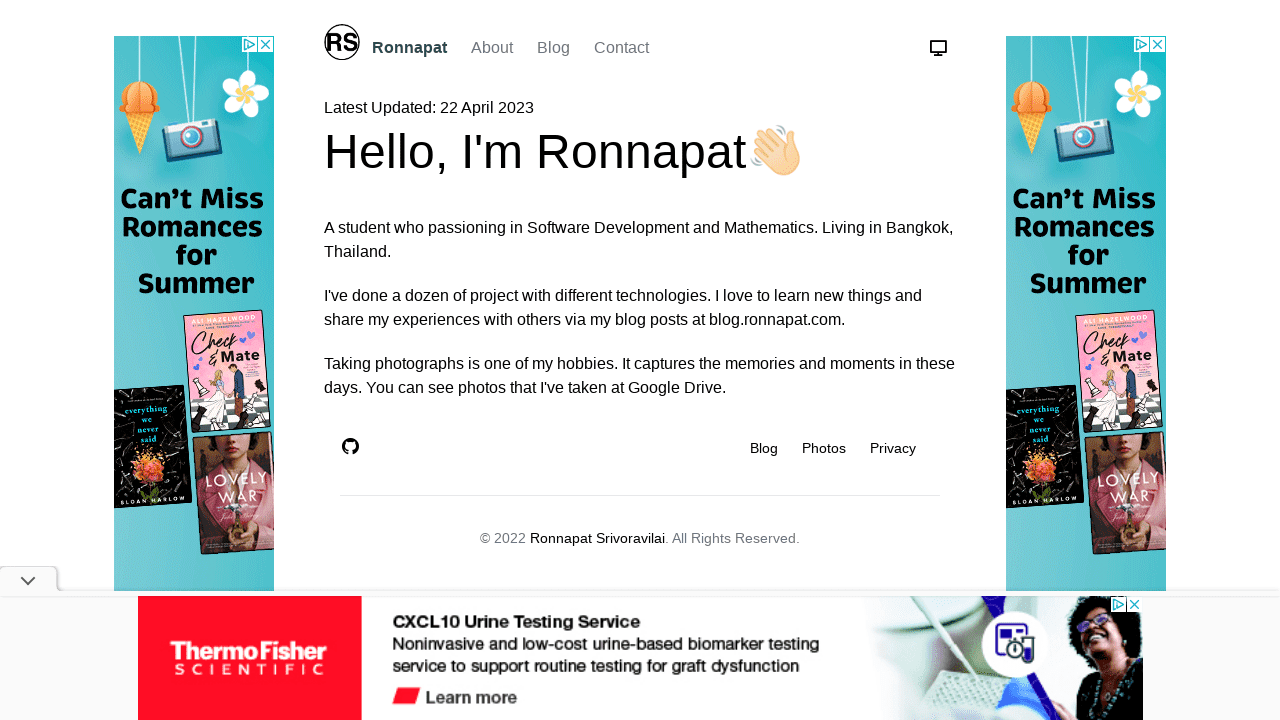 RS
Ronnapat
About
Blog
Contact
Latest Updated: 22 April 2023
Hello, I'm Ronnapat
A student who passioning in Software Development and Mathematics. Living in Bangkok,
Thailand.
I've done a dozen of project with different technologies. I love to learn new things and
share my experiences with others via my blog posts at blog.ronnapat.com.
Taking photographs is one of my hobbies. It captures the memories and moments in these
days. You can see photos that I've taken at Google Drive.
Blog
Photos
Privacy
© 2022 Ronnapat Srivoravilai. All Rights Reserved.
Can't Miss
Romances
for
Summer
ALI HAZELWOOD
Check
& Mate
everything
we
never
said
SLOAN HARLOW
LOVELY
WAR
Can't Miss
Romances
for
Summer
ALI HAZELWOOD
Check
& Mate
everything
we
never
said
SLOAN HARLOW
LOVELY
WAR
ThermoFisher
SCIENTIFIC
CXCL10 Urine Testing Service
Noninvasive and low-cost urine-based biomarker testing
service to support routine testing for graft dysfunction
Learn more